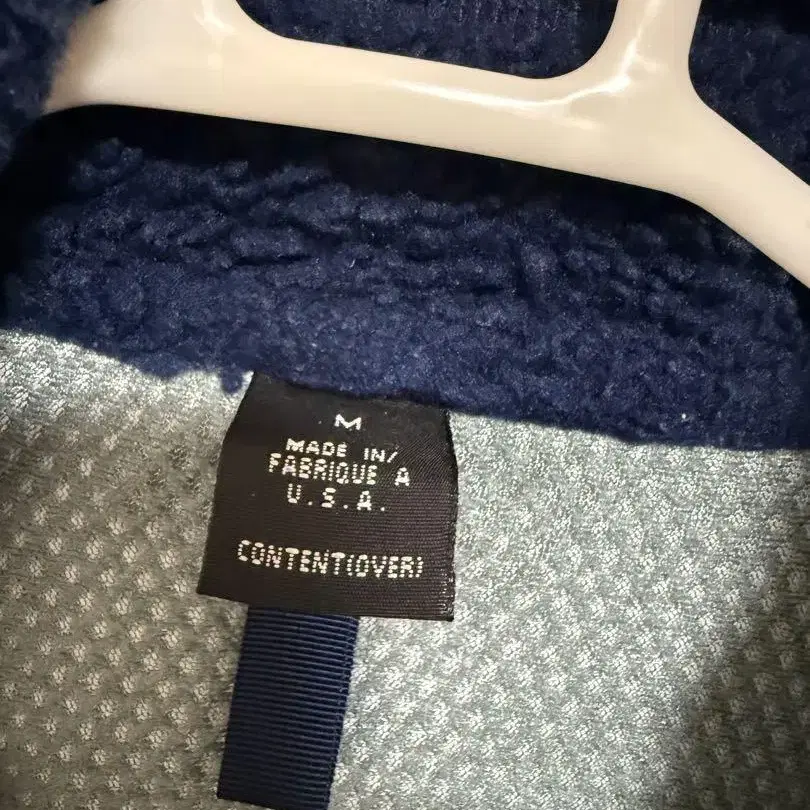 M
MADE IN/
FABRIQUE A
U.S.A.
CONTENT(OVER)